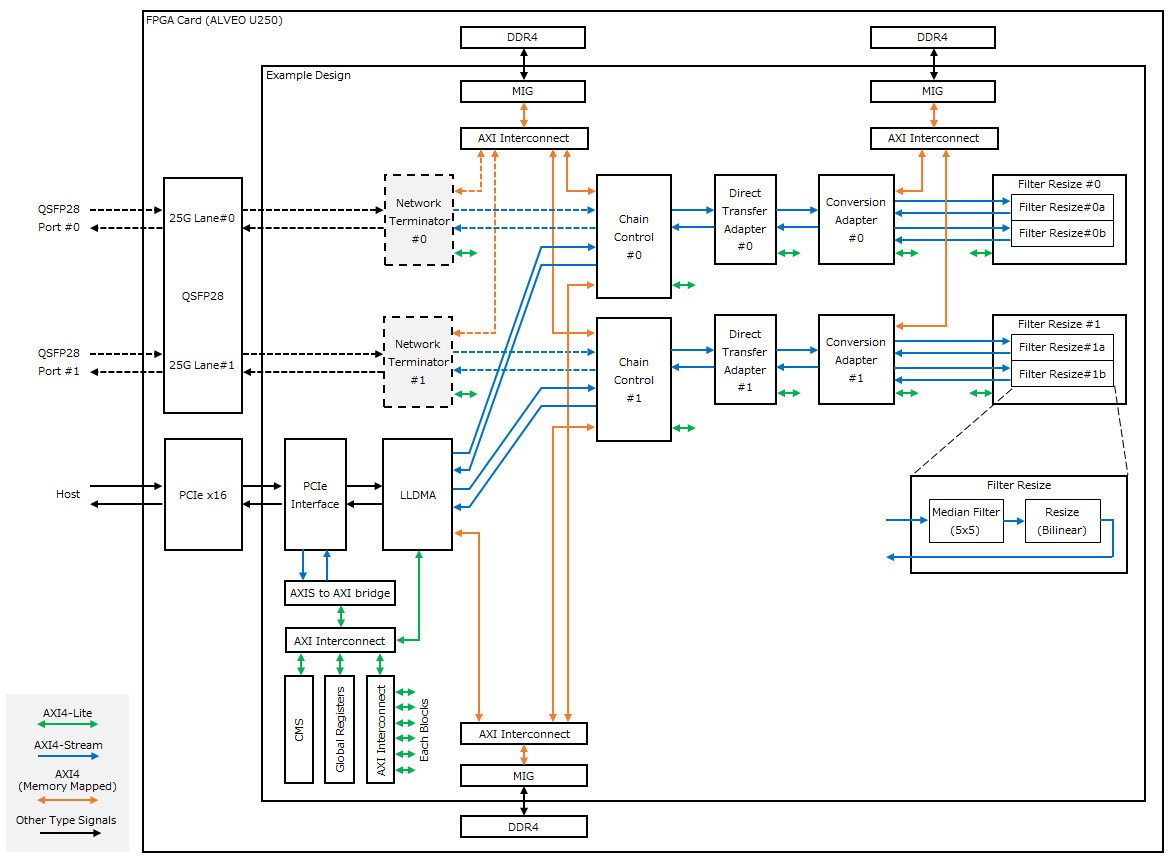 FPGA Card (ALVEO U250)
DDR4
DDR4
Example Design
MIG
MIG
AXI Interconnect
AXI Interconnect
QSFP28
Port #0
25G Lane#0
QSFP28
25G Lane#1
QSFP28
Port #1
Network
Terminator
#0
Network
Terminator
#1
Chain
Control
#0
Chain
Control
#1
Direct
Transfer
Adapter
#0
Direct
Transfer
Adapter
#1
Conversion
Adapter
#0
Conversion
Adapter
#1
Filter Resize #0
Filter Resize#0a
Filter Resize#0b
Filter Resize #1
Filter Resize#1a
Filter Resize#1b
Filter Resize
Median Filter
(5x5)
Resize
(Bilinear)
Host
PCIe x16
PCIe
Interface
LLDMA
AXIS to AXI bridge
AXI Interconnect
CMS
Global Registers
AXI Interconnect
Each Blocks
AXI Interconnect
MIG
DDR4
AXI4-Lite
AXI4-Stream
AXI4
(Memory Mapped)
Other Type Signals